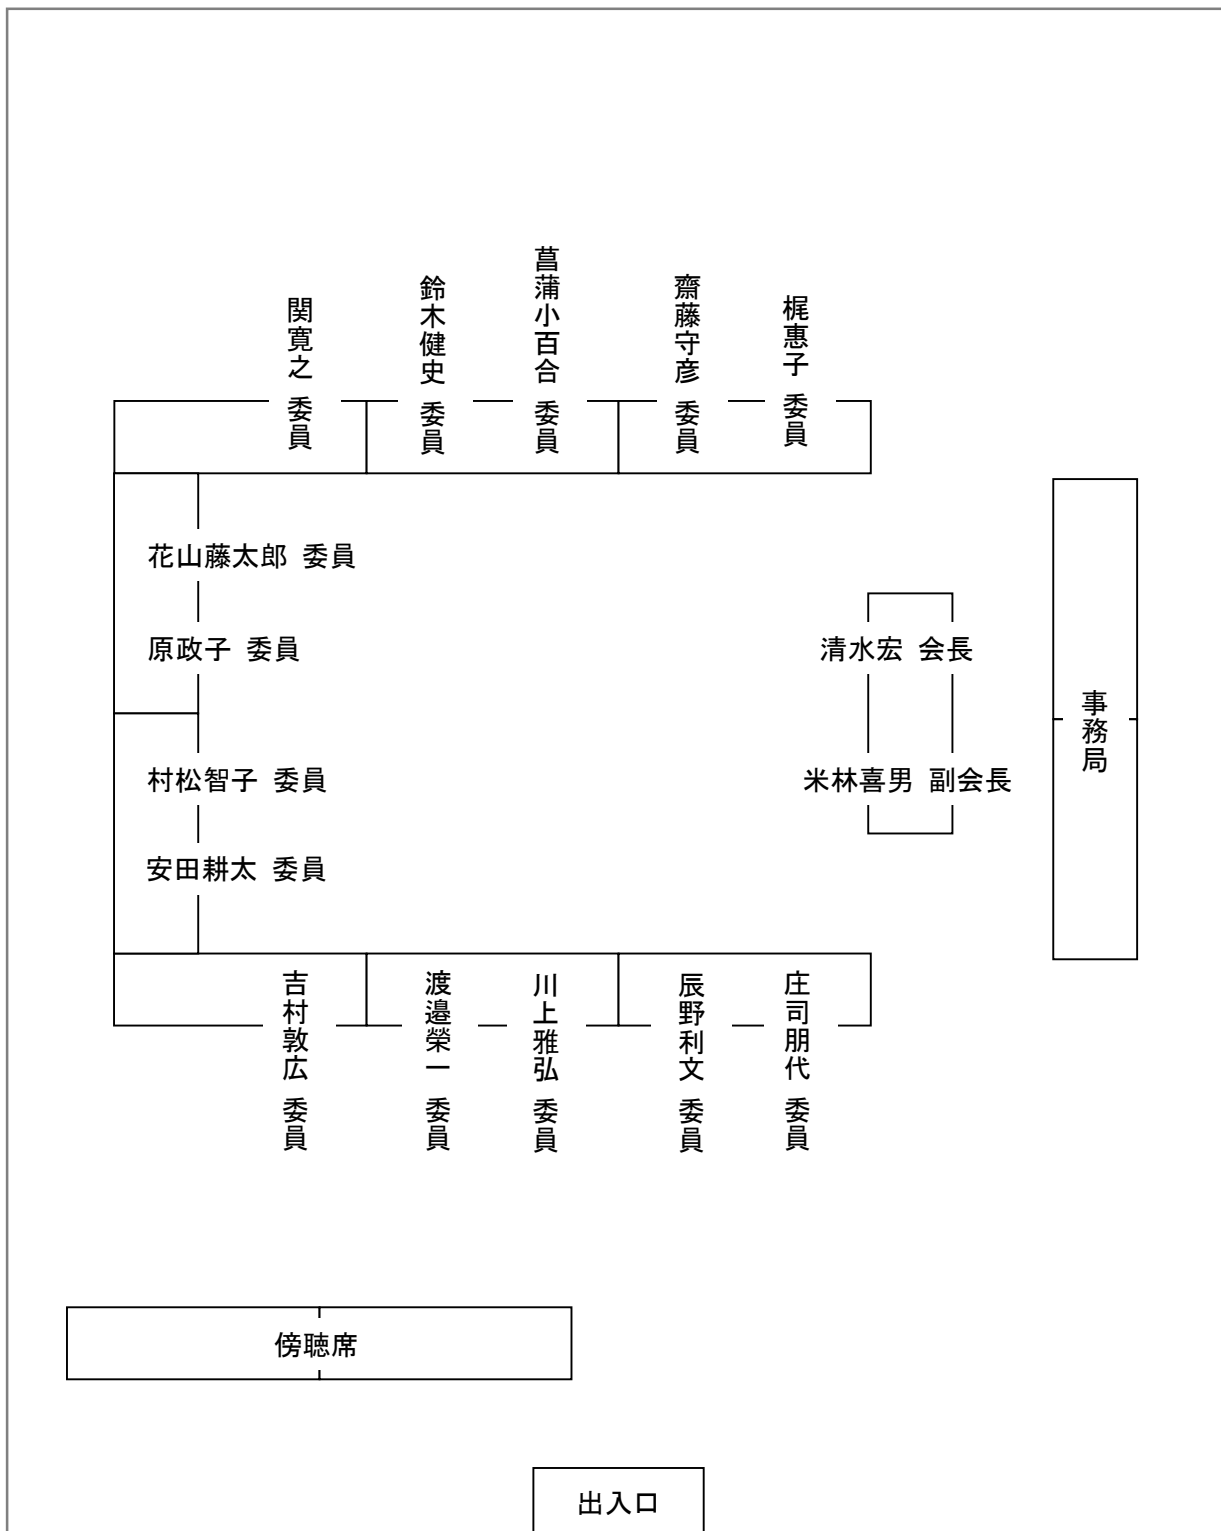 関寛之 委員
鈴木健史 委員
菖蒲小百合 委員
齋藤守彦 委員
梶惠子 委員
花山藤太郎 委員
原政子 委員
村松智子 委員
安田耕太 委員
清水宏 会長
米林喜男 副会長
事務局
吉村敦広 委員
渡邉榮一 委員
川上雅弘 委員
辰野利文 委員
庄司朋代 委員
傍聴席
出入口